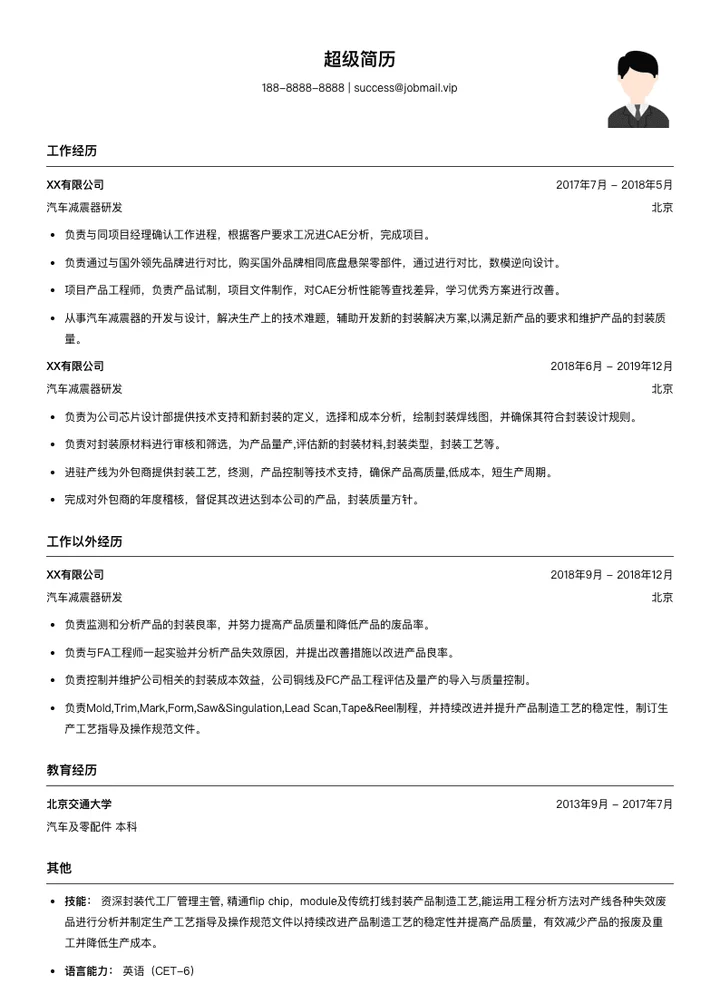 超级简历
188-8888-8888 | success@jobmail.vip
工作经历
XX有限公司 2017年7月 – 2018年5月
汽车减震器研发 北京
• 负责与同项目经理确认工作进程，根据客户要求工况进CAE分析，完成项目。
• 负责通过与国外领先品牌进行对比，购买国外品牌相同底盘悬架零部件，通过进行对比，数模逆向设计。
• 项目产品工程师，负责产品试制，项目文件制作，对CAE分析性能等查找差异，学习优秀方案进行改善。
• 从事汽车减震器的开发与设计，解决生产上的技术难题，辅助开发新的封装解决方案,以满足新产品的要求和维护产品的封装质
量。
XX有限公司 2018年6月 – 2019年12月
汽车减震器研发 北京
• 负责为公司芯片设计部提供技术支持和新封装的定义，选择和成本分析，绘制封装焊线图，并确保其符合封装设计规则。
• 负责对封装原材料进行审核和筛选，为产品量产,评估新的封装材料,封装类型，封装工艺等。
• 进驻产线为外包商提供封装工艺，终测，产品控制等技术支持，确保产品高质量,低成本，短生产周期。
• 完成对外包商的年度稽核，督促其改进达到本公司的产品，封装质量方针。
工作以外经历
XX有限公司 2018年9月 – 2018年12月
汽车减震器研发 北京
• 负责监测和分析产品的封装良率，并努力提高产品质量和降低产品的废品率。
• 负责与FA工程师一起实验并分析产品失效原因，并提出改善措施以改进产品良率。
• 负责控制并维护公司相关的封装成本效益，公司铜线及FC产品工程评估及量产的导入与质量控制。
• 负责Mold,Trim,Mark,Form,Saw&Singulation,Lead Scan,Tape&Reel制程，并持续改进并提升产品制造工艺的稳定性，制订生
产工艺指导及操作规范文件。
教育经历
北京交通大学 2013年9月 – 2017年7月
汽车及零配件 本科
其他
• 技能： 资深封装代工厂管理主管, 精通flip chip，module及传统打线封装产品制造工艺,能运用工程分析方法对产线各种失效废
品进行分析并制定生产工艺指导及操作规范文件以持续改进产品制造工艺的稳定性并提高产品质量，有效减少产品的报废及重
工并降低生产成本。
• 语言能力： 英语（CET-6）